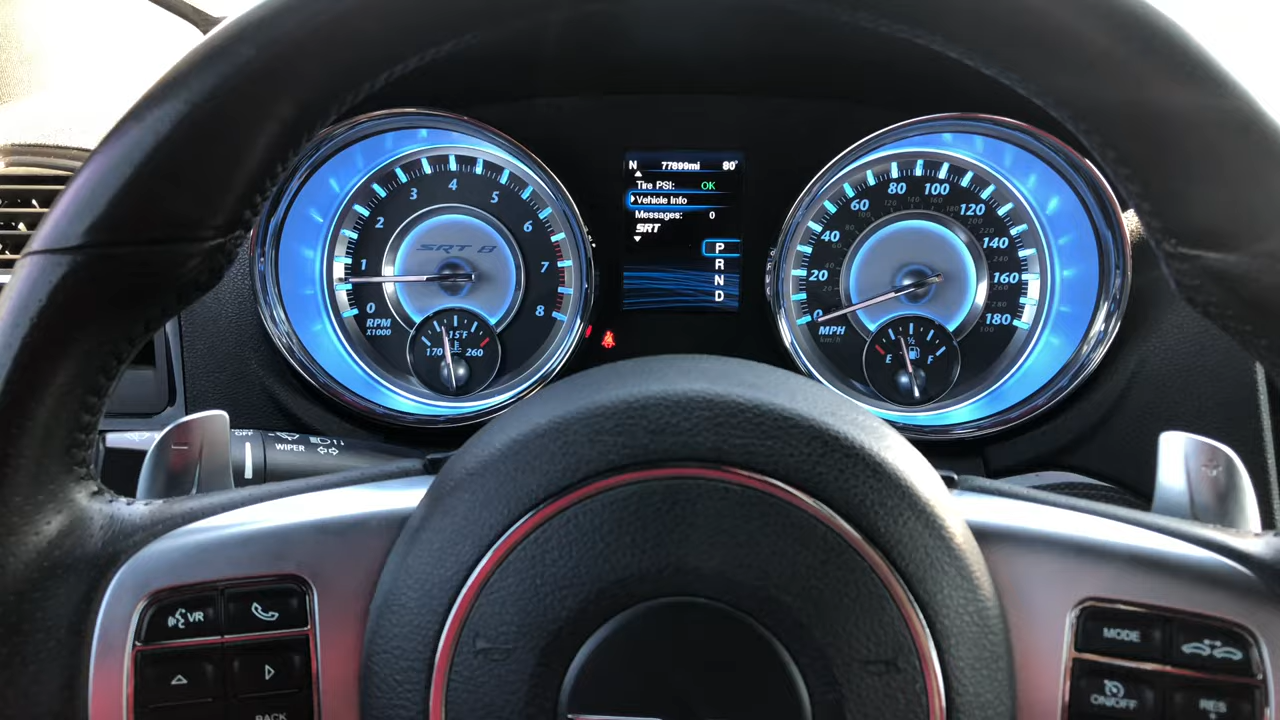 N 77899mi 80°
Tire PSI: OK
Vehicle Info
Messages: 0
SRT
P
R
N
D
0 1 2 3 4 5 6 7 8
SRT 8
RPM
X1000
170 260
0 20 40 60 80 100 120 140 160 180
MPH
km/h
E ½ F
WIPER
VR
MODE
ON/OFF
RES
BACK